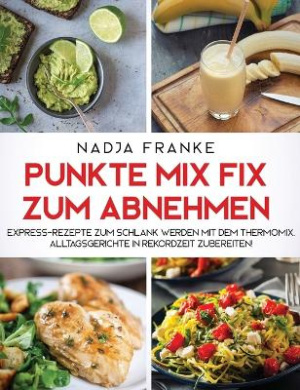 NADJA FRANKE
PUNKTE MIX FIX
ZUM ABNEHMEN
EXPRESS-REZEPTE ZUM SCHLANK WERDEN MIT DEM THERMOMIX.
ALLTAGSGERICHTE IN REKORDZEIT ZUBEREITEN!